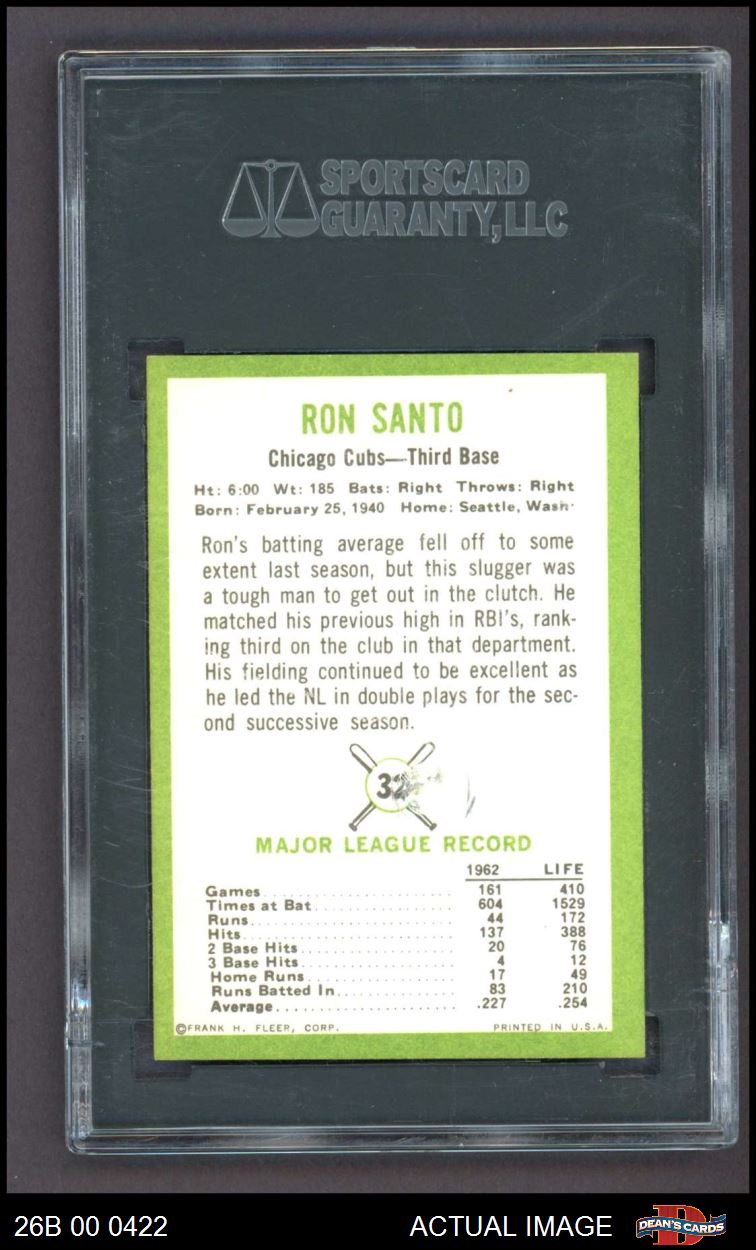 SPORTSCARD
GUARANTY, LLC
RON SANTO
Chicago Cubs—Third Base
Ht: 6:00 Wt: 185 Bats: Right Throws: Right
Born: February 25, 1940 Home: Seattle, Wash.
Ron's batting average fell off to some
extent last season, but this slugger was
a tough man to get out in the clutch. He
matched his previous high in RBI's, rank-
ing third on the club in that department.
His fielding continued to be excellent as
he led the NL in double plays for the sec-
ond successive season.
32
MAJOR LEAGUE RECORD
1962 LIFE
Games 161 410
Times at Bat 604 1529
Runs 44 172
Hits 137 388
2 Base Hits 20 76
3 Base Hits 4 12
Home Runs 17 49
Runs Batted In 83 210
Average .227 .254
©FRANK H. FLEER, CORP. PRINTED IN U.S.A.
26B 00 0422 ACTUAL IMAGE DEAN'S CARDS